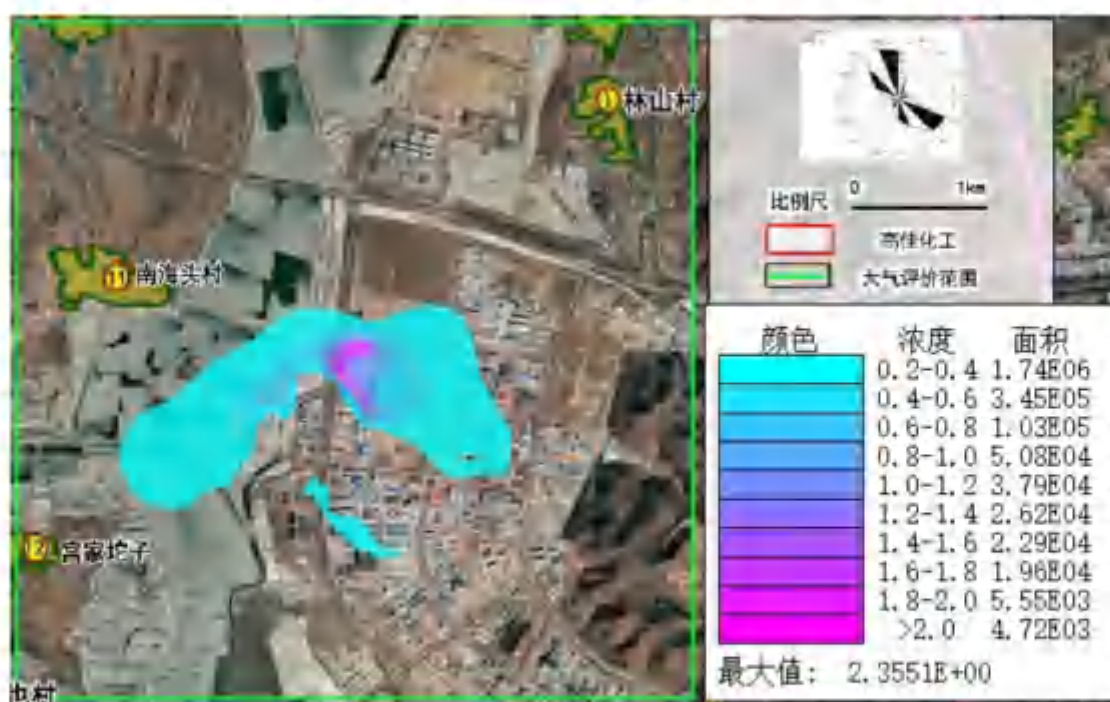 1 林山村
11 南海头村
12 宫家坨子
也村
比例尺 0 1km
高佳化工
大气评价范围
颜色 浓度 面积
0.2-0.4 1.74E06
0.4-0.6 3.45E05
0.6-0.8 1.03E05
0.8-1.0 5.08E04
1.0-1.2 3.79E04
1.2-1.4 2.62E04
1.4-1.6 2.29E04
1.6-1.8 1.96E04
1.8-2.0 5.55E03
>2.0 4.72E03
最大值: 2.3551E+00